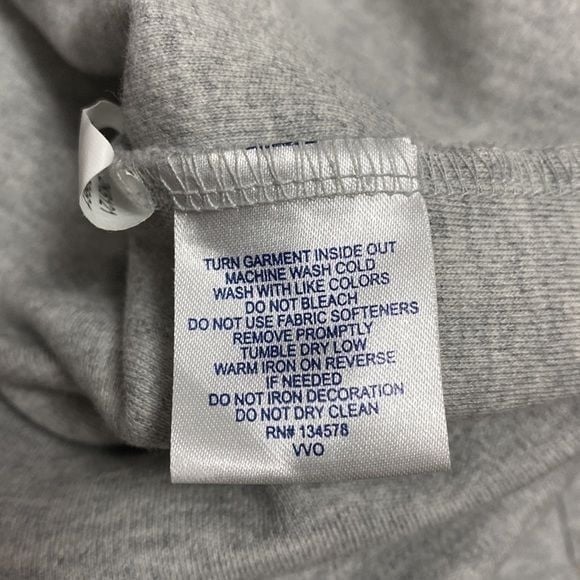 TURN GARMENT INSIDE OUT
MACHINE WASH COLD
WASH WITH LIKE COLORS
DO NOT BLEACH
DO NOT USE FABRIC SOFTENERS
REMOVE PROMPTLY
TUMBLE DRY LOW
WARM IRON ON REVERSE
IF NEEDED
DO NOT IRON DECORATION
DO NOT DRY CLEAN
RN# 134578
VVO